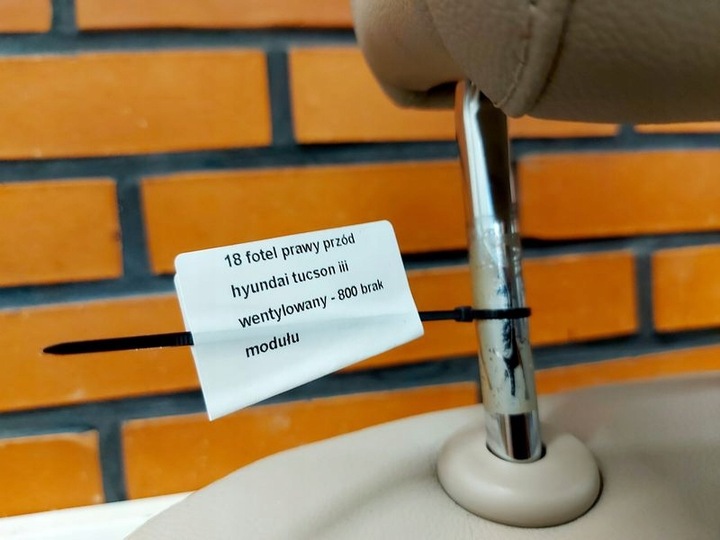 18 fotel prawy przód
hyundai tucson iii
wentylowany - 800 brak
modułu